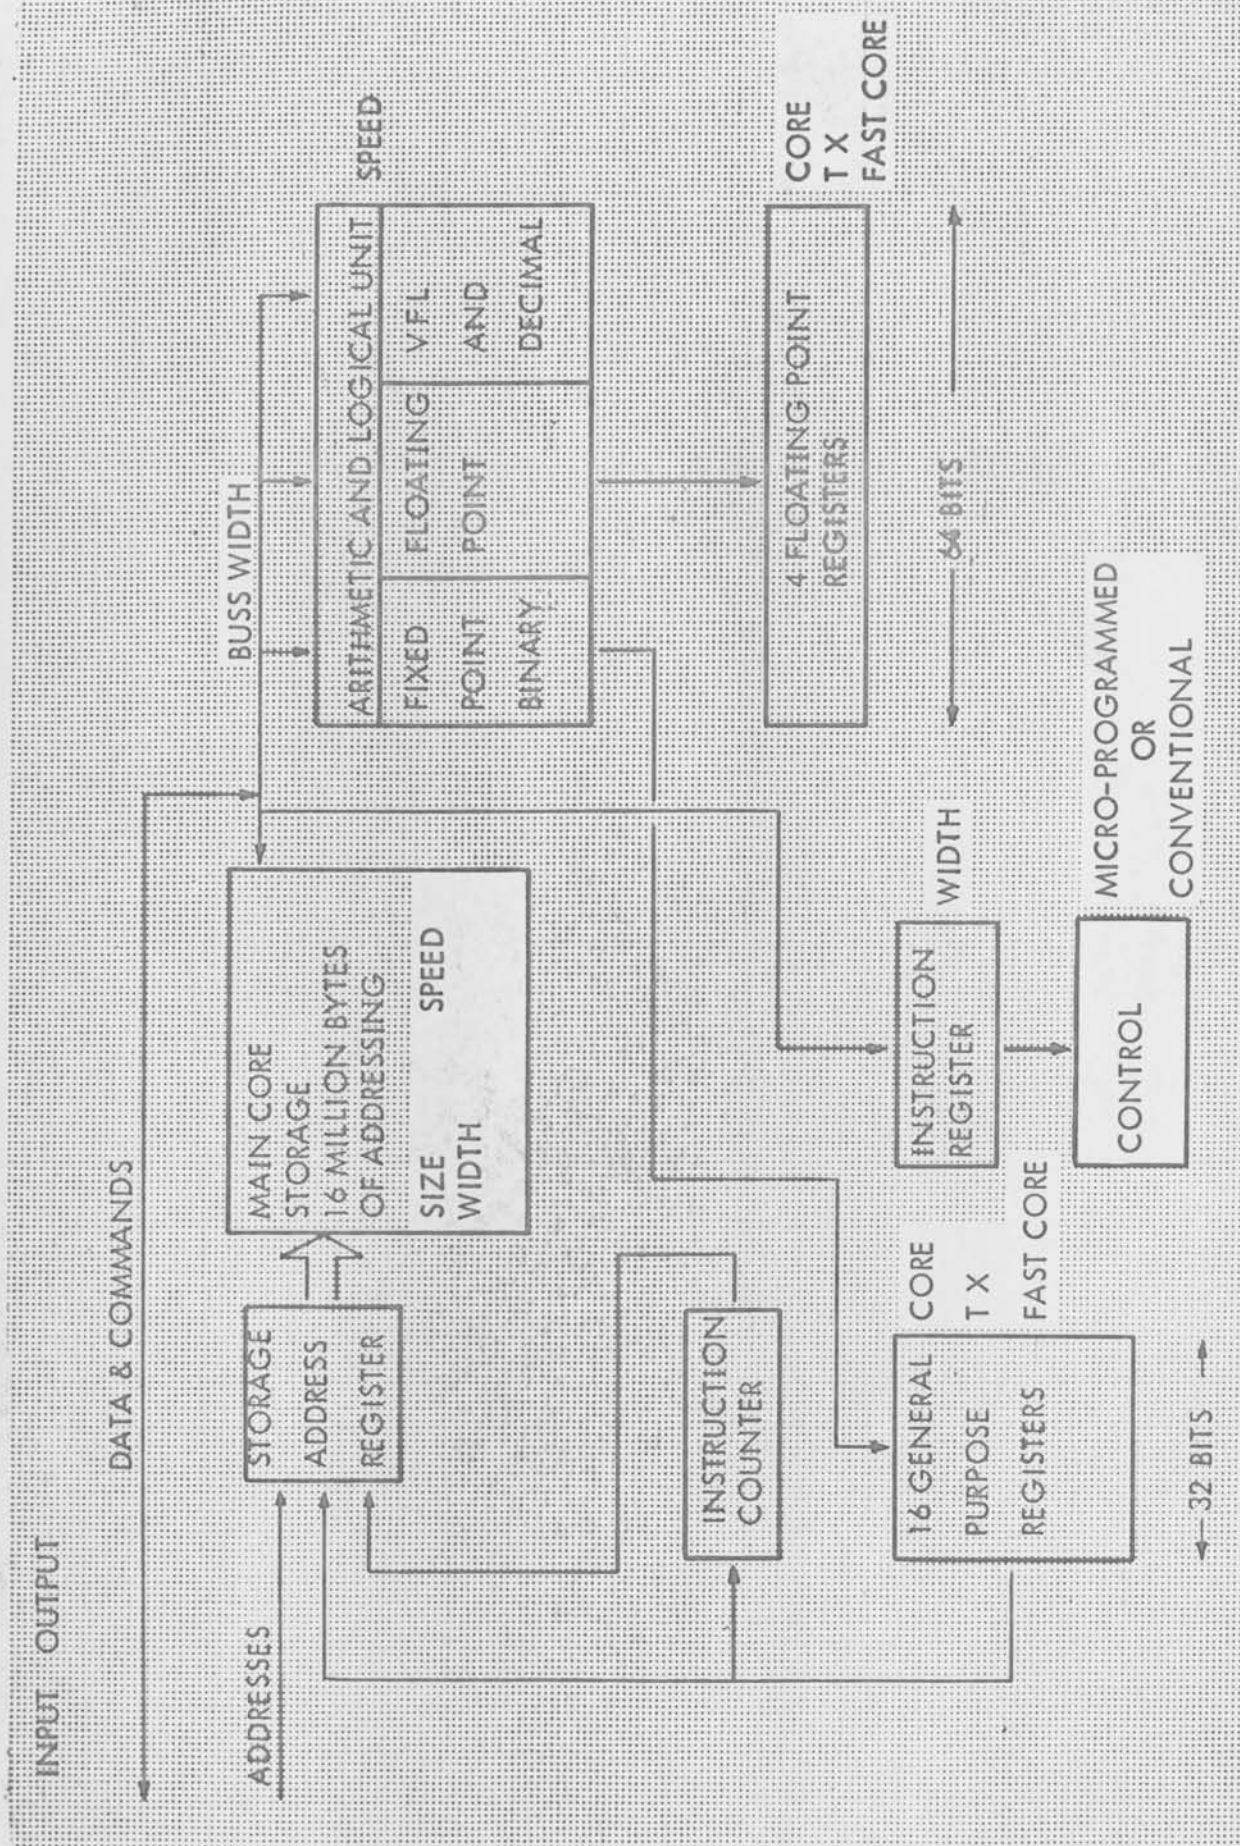 INPUT OUTPUT
DATA & COMMANDS
ADDRESSES
STORAGE
ADDRESS
REGISTER
MAIN CORE
STORAGE
16 MILLION BYTES
OF ADDRESSING
SIZE SPEED
WIDTH
BUSS WIDTH
ARITHMETIC AND LOGICAL UNIT
FIXED
POINT
BINARY
FLOATING
POINT
V F L
AND
DECIMAL
SPEED
INSTRUCTION
COUNTER
16 GENERAL
PURPOSE
REGISTERS
CORE
T X
FAST CORE
32 BITS
INSTRUCTION
REGISTER
WIDTH
CONTROL
MICRO-PROGRAMMED
OR
CONVENTIONAL
4 FLOATING POINT
REGISTERS
CORE
T X
FAST CORE
64 BITS